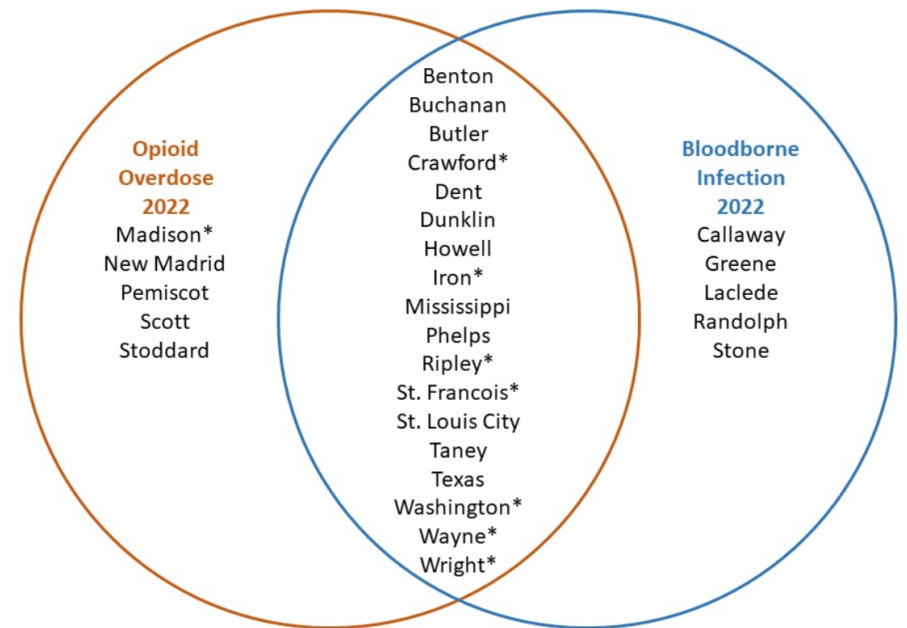 Opioid
Overdose
2022
Madison*
New Madrid
Pemiscot
Scott
Stoddard
Benton
Buchanan
Butler
Crawford*
Dent
Dunklin
Howell
Iron*
Mississippi
Phelps
Ripley*
St. Francois*
St. Louis City
Taney
Texas
Washington*
Wayne*
Wright*
Bloodborne
Infection
2022
Callaway
Greene
Laclede
Randolph
Stone